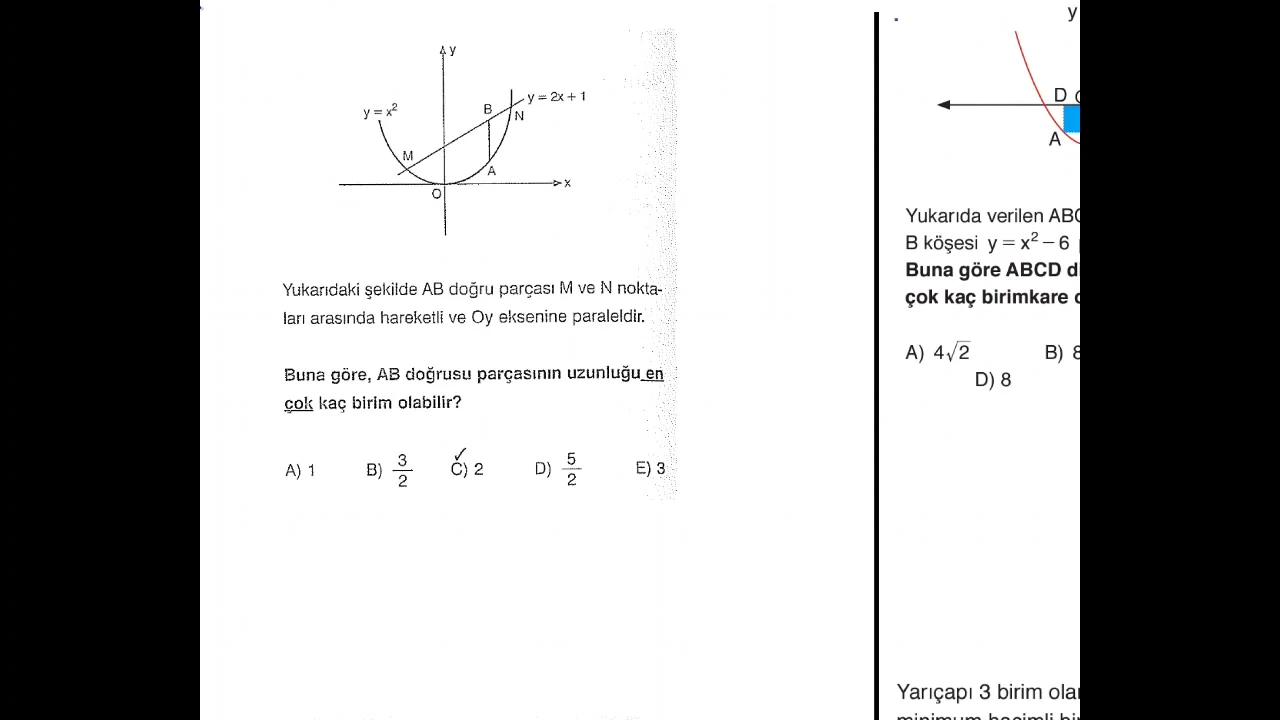 y
y = x²
y = 2x + 1
B
N
M
A
O
x
Yukarıdaki şekilde AB doğru parçası M ve N nokta-
ları arasında hareketli ve Oy eksenine paraleldir.
Buna göre, AB doğrusu parçasının uzunluğu en
çok kaç birim olabilir?
A) 1 B) 3/2 C) 2 D) 5/2 E) 3
y
D
A
Yukarıda verilen ABC
B köşesi y = x² – 6
Buna göre ABCD
çok kaç birimkare
A) 4√2 B) 8
D) 8
Yarıçapı 3 birim
minimum hacimli